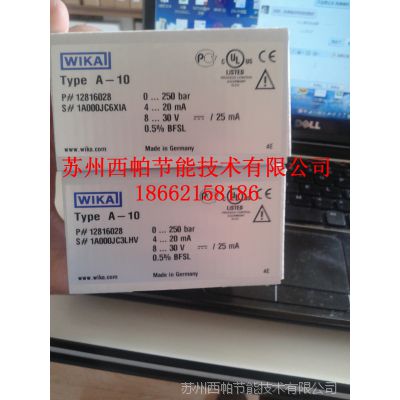 WIKA
Type A-10
P# 12816028
S# 1A000JC6XIA
0 ... 250 bar
4 ... 20 mA
8 ... 30 V / 25 mA
0.5% BFSL
UL
LISTED
www.wika.com
Made in Germany
4E
苏州西帕节能技术有限公司
18662158186
WIKA
Type A-10
P# 12816028
S# 1A000JC3LHV
0 ... 250 bar
4 ... 20 mA
8 ... 30 V / 25 mA
0.5% BFSL
UL
LISTED
www.wika.com
Made in Germany
4E
DELL
苏州西帕节能技术有限公司